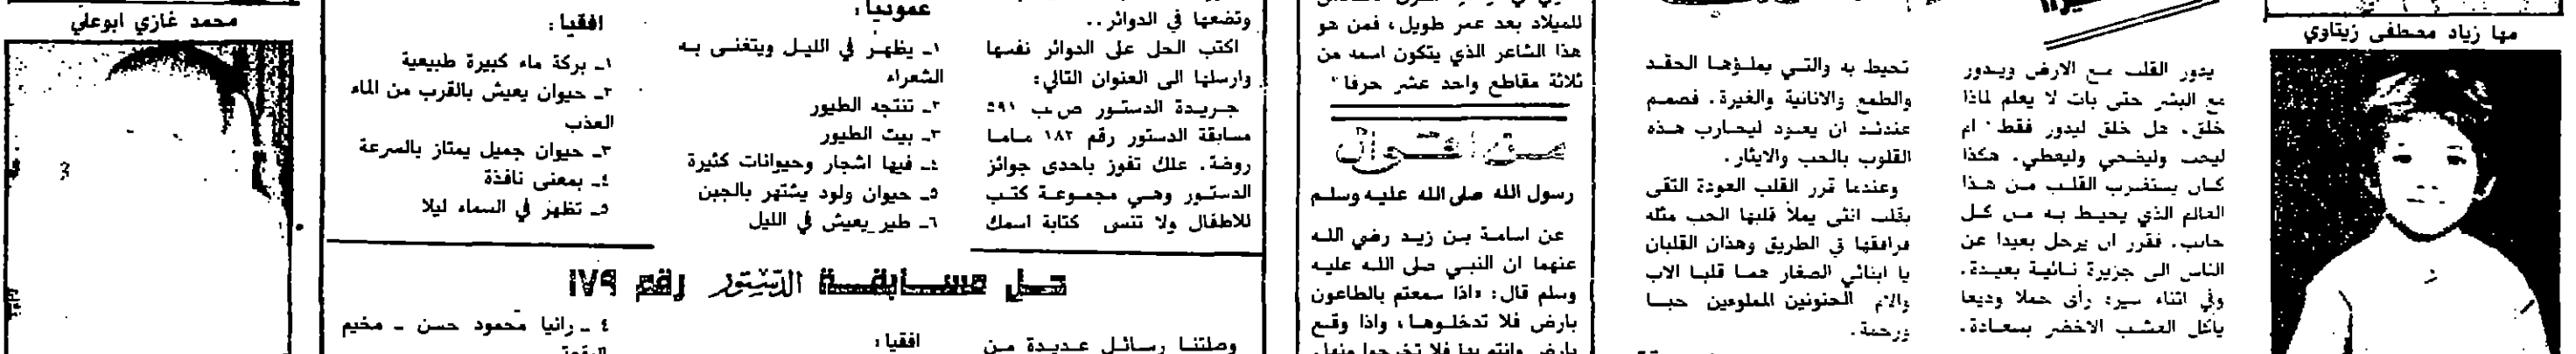 مها زياد مصطفى زيتاوي
يدور القلب مع الارض ويدور
مع البشر حتى بات لا يعلم لماذا
خلق. هل خلق ليدور فقط ام
ليحب وليضحي وليعطي. هكذا
كان يستغرب القلب من هذا
العالم الذي يحيط به من كل
جانب. فقرر ان يرحل بعيدا عن
الناس الى جزيرة نائية بعيدة.
وفي اثناء سيره رأى حملا وديعا
يأكل العشب الاخضر بسعادة.
تحيط به والتي يملؤها الحقد
والطمع والانانية والغيرة. فصمم
عندئذ ان يعود ليحارب هذه
القلوب بالحب والايثار.
وعندما قرر القلب العودة التقى
بقلب انثى يملأ قلبها الحب مثله
فرافقها في الطريق وهذان القلبان
يا ابنائي الصغار هما قلبا الاب
والام الحنونين المملوءين حبا
ورحمة.
للميلاد بعد عمر طويل، فمن هو
هذا الشاعر الذي يتكون اسمه من
ثلاثة مقاطع واحد عشر حرفا
من اقوال
رسول الله صلى الله عليه وسلم
عن اسامة بن زيد رضي الله
عنهما ان النبي صلى الله عليه
وسلم قال: «اذا سمعتم بالطاعون
بارض فلا تدخلوها، واذا وقع
بارض وانتم بها فلا تخرجوا منها
وتضعها في الدوائر..
اكتب الحل على الدوائر نفسها
وارسلها الى العنوان التالي:
جريدة الدستور ص.ب ٥٩١
مسابقة الدستور رقم ١٨٢ ماما
روضة. علك تفوز باحدى جوائز
الدستور وهي مجموعة كتب
للاطفال ولا تنسى كتابة اسمك
عموديا:
١ـ يظهر في الليل ويتغنى به
الشعراء
٢ـ تنتجه الطيور
٣ـ بيت الطيور
٤ـ فيها اشجار وحيوانات كثيرة
٥ـ حيوان ولود يشتهر بالجبن
٦ـ طير يعيش في الليل
افقيا:
١ـ بركة ماء كبيرة طبيعية
٢ـ حيوان يعيش بالقرب من الماء
العذب
٣ـ حيوان جميل يمتاز بالسرعة
٤ـ بمعنى نافذة
٥ـ تظهر في السماء ليلا
حل مسابقة الدستور رقم ١٧٩
وصلتنا رسائل عديدة من
افقيا:
٤ ـ رانيا محمود حسن ـ مخيم
محمد غازي ابوعلي